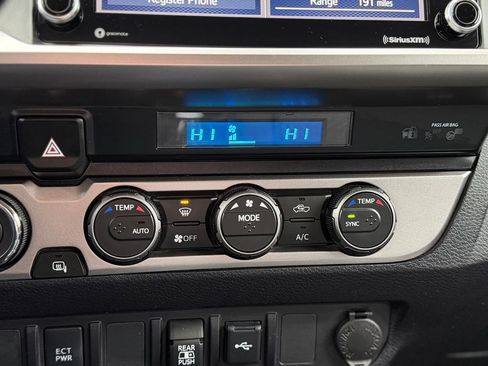 Register Phone
Range 191 miles
gracenote
((SiriusXM))
HI HI
PASS AIR BAG
TEMP
AUTO
OFF
MODE
A/C
TEMP
SYNC
ECT
PWR
REAR
PUSH